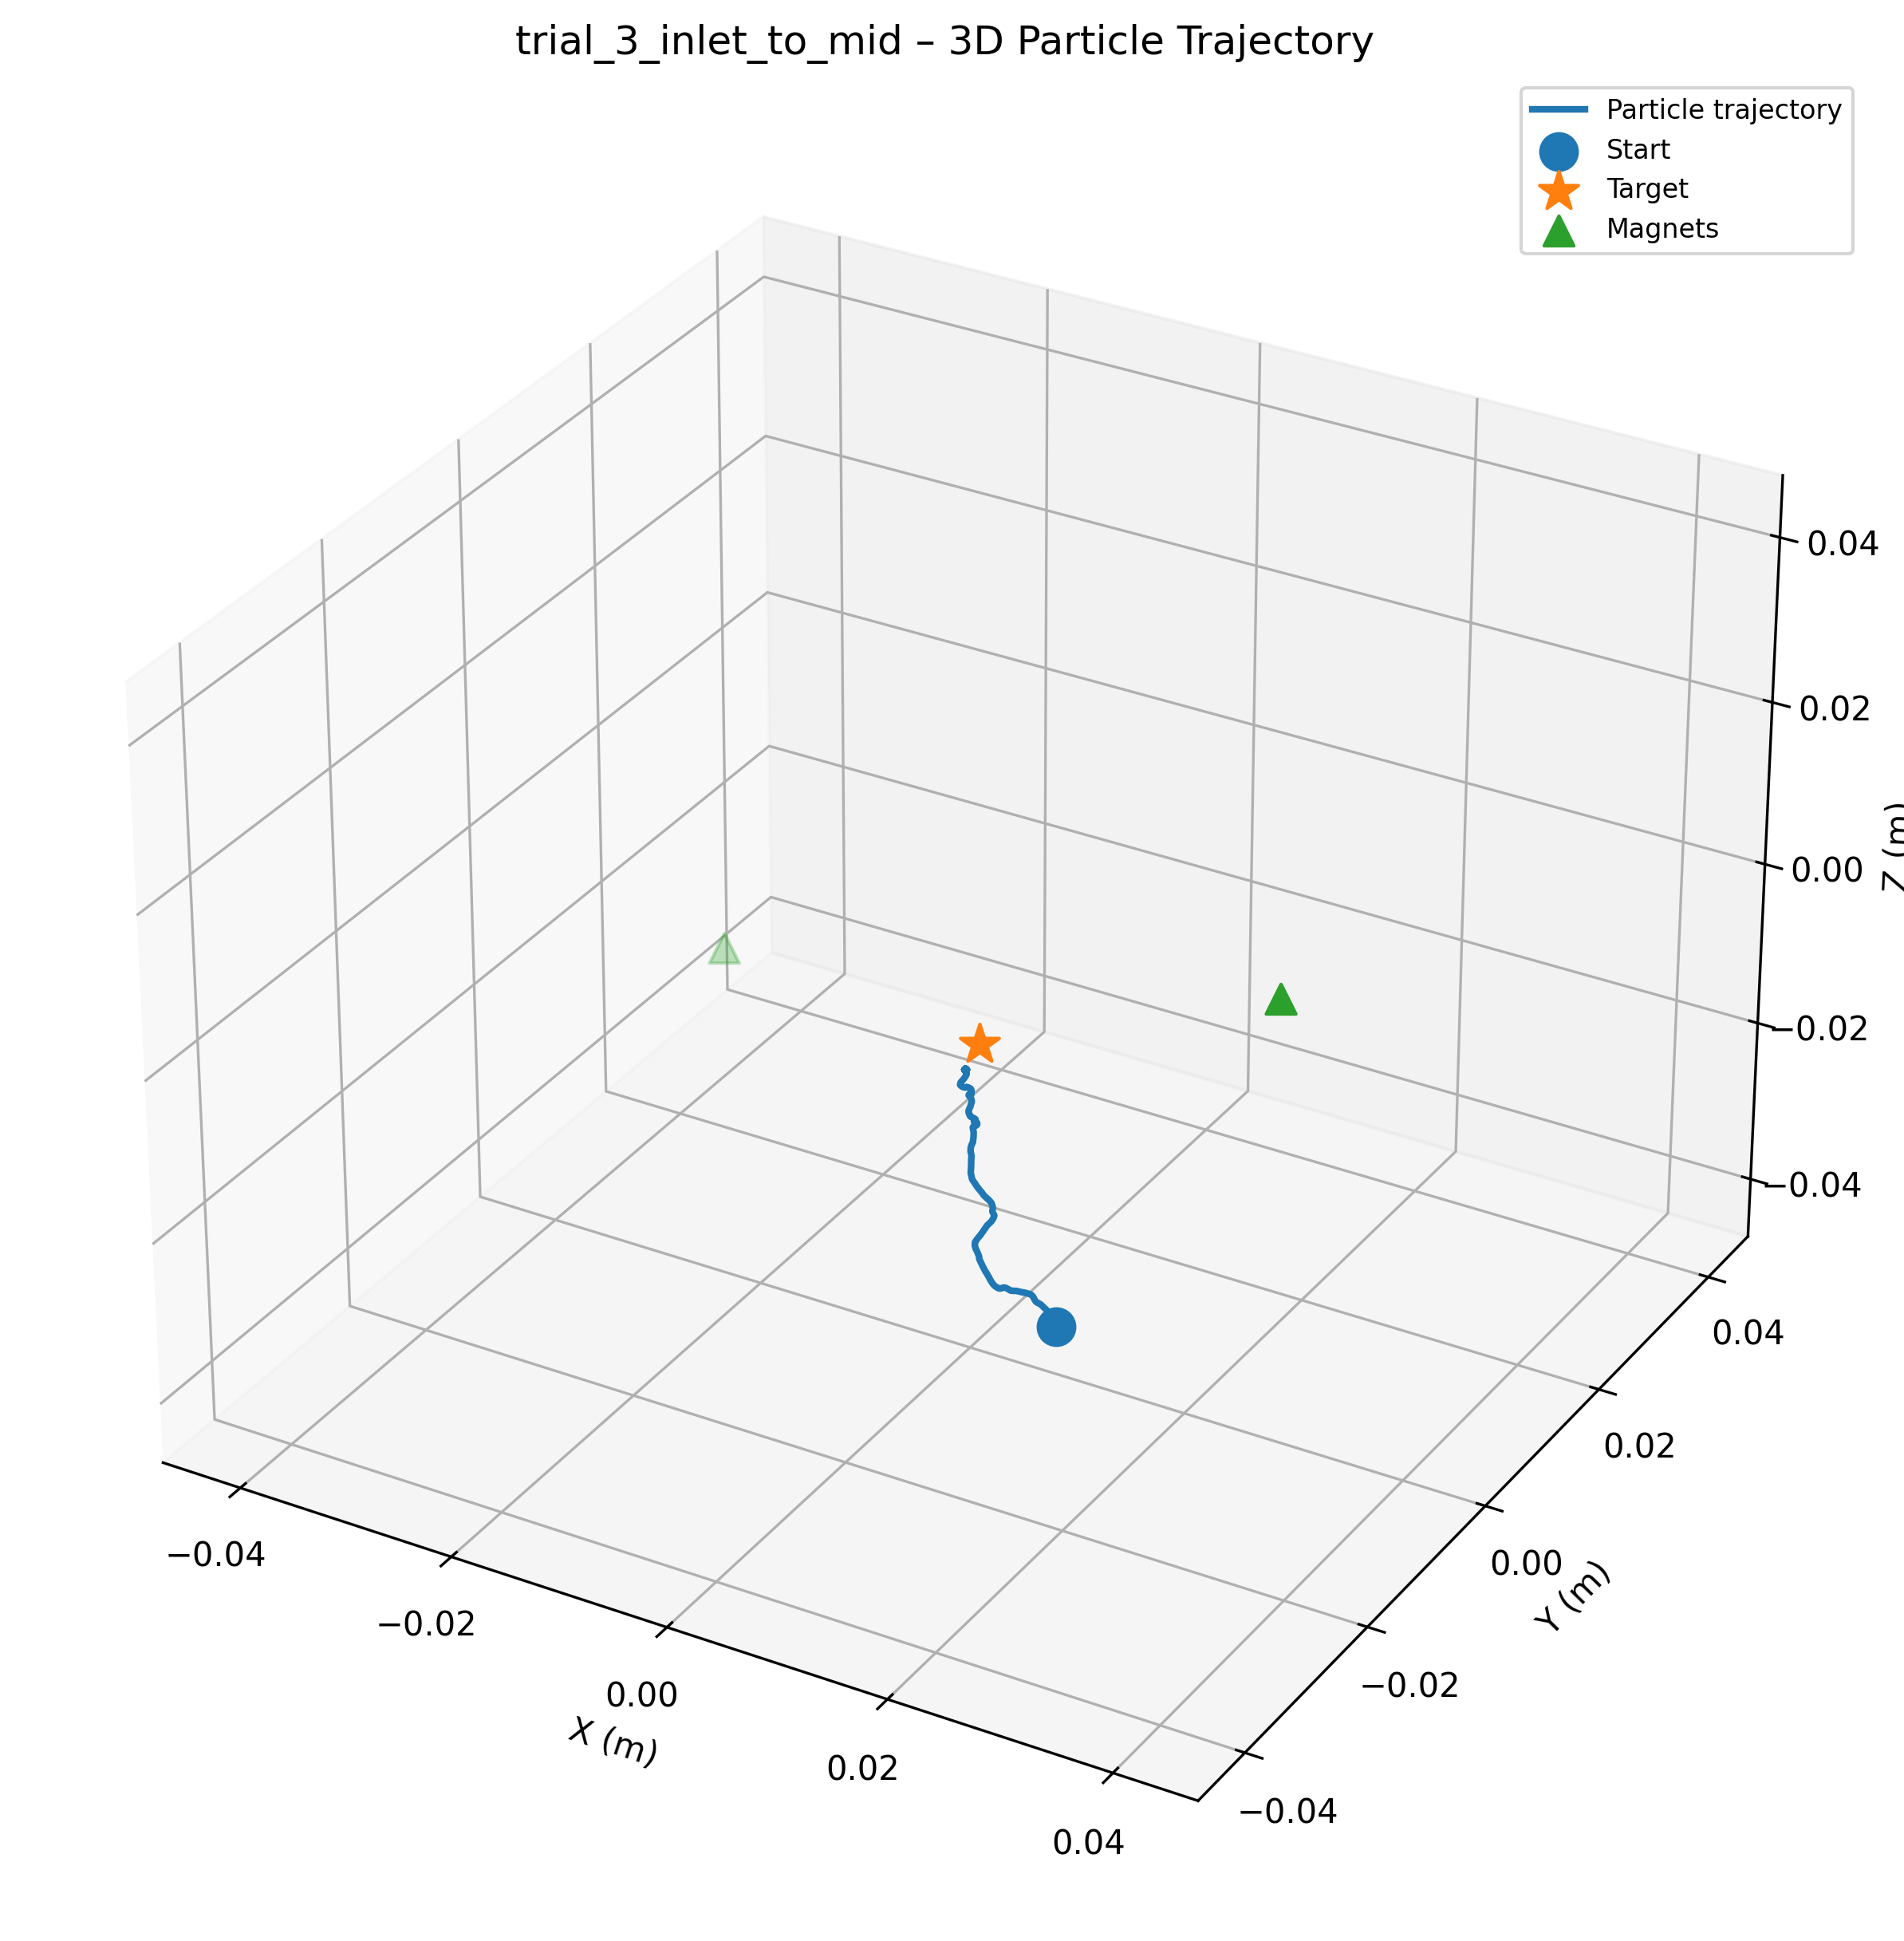 trial_3_inlet_to_mid – 3D Particle Trajectory
Particle trajectory
Start
Target
Magnets
0.04
0.02
0.00
−0.02
−0.04
Z (m)
0.04
0.02
0.00
−0.02
−0.04
Y (m)
−0.04
−0.02
0.00
0.02
0.04
X (m)